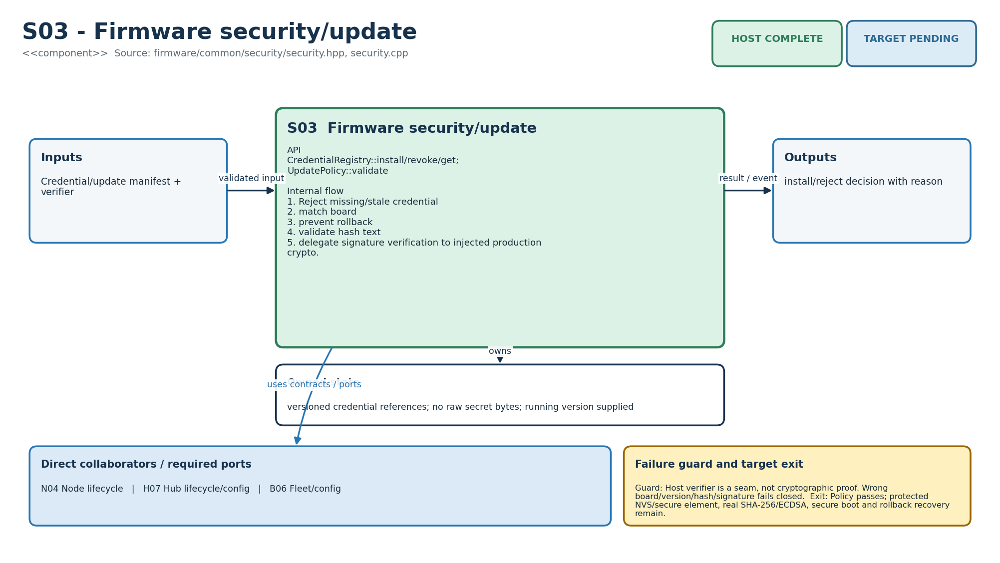 S03 - Firmware security/update
<<component>>  Source: firmware/common/security/security.hpp, security.cpp
HOST COMPLETE
TARGET PENDING
Inputs
Credential/update manifest +
verifier
validated input
S03  Firmware security/update
API
CredentialRegistry::install/revoke/get;
UpdatePolicy::validate
Internal flow
1. Reject missing/stale credential
2. match board
3. prevent rollback
4. validate hash text
5. delegate signature verification to injected production
crypto.
result / event
Outputs
install/reject decision with reason
owns
uses contracts / ports
versioned credential references; no raw secret bytes; running version supplied
Direct collaborators / required ports
N04 Node lifecycle   |   H07 Hub lifecycle/config   |   B06 Fleet/config
Failure guard and target exit
Guard: Host verifier is a seam, not cryptographic proof. Wrong
board/version/hash/signature fails closed.  Exit: Policy passes; protected
NVS/secure element, real SHA-256/ECDSA, secure boot and rollback recovery
remain.